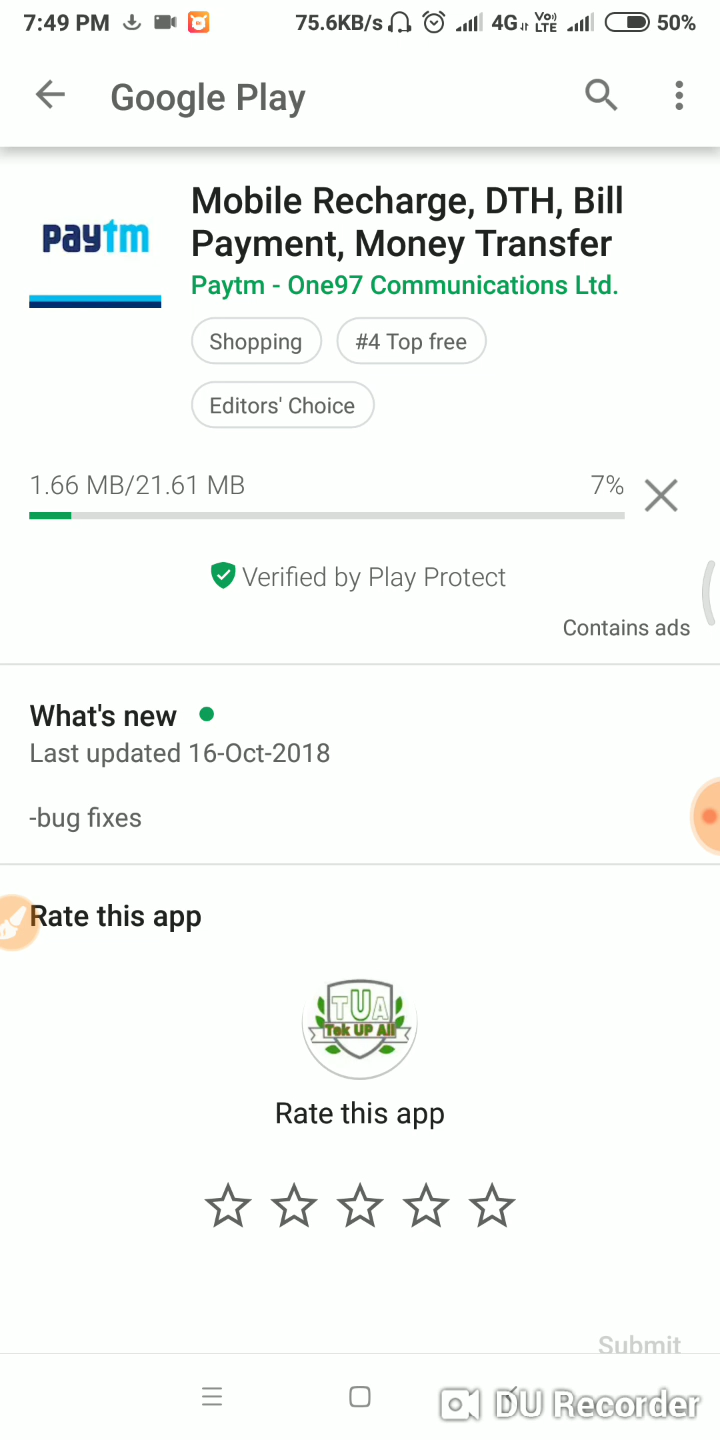 7:49 PM 75.6KB/s 4G Vo)) LTE 50%
Google Play
paytm
Mobile Recharge, DTH, Bill
Payment, Money Transfer
Paytm - One97 Communications Ltd.
Shopping #4 Top free
Editors' Choice
1.66 MB/21.61 MB 7%
Verified by Play Protect
Contains ads
What's new
Last updated 16-Oct-2018
-bug fixes
Rate this app
TUA
Tek UP All
Rate this app
Submit
DU Recorder